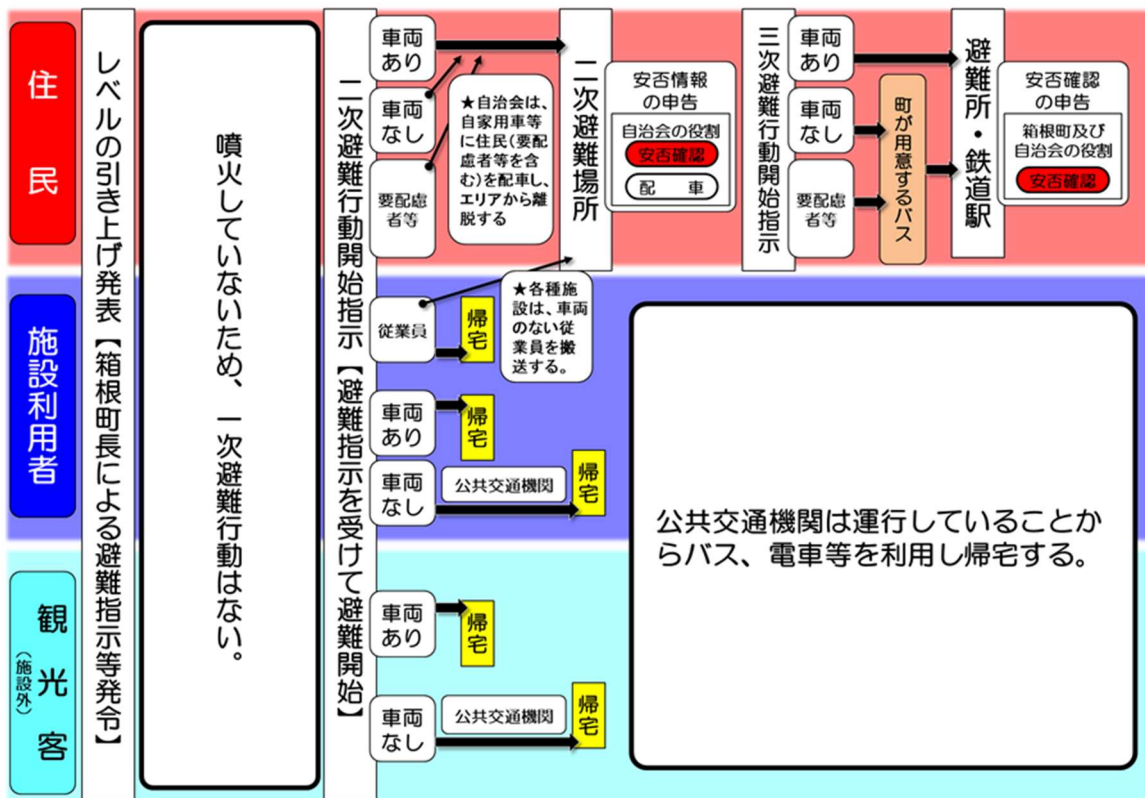 住民
レベルの引き上げ発表【箱根町長による避難指示等発令】
噴火していないため、一次避難行動はない。
二次避難行動開始指示【避難指示を受けて避難開始】
車両
あり
車両
なし
要配慮
者等
★自治会は、
自家用車等
に住民(要配
慮者等を含
む)を配車し、
エリアから離
脱する
二次避難場所
安否情報
の申告
自治会の役割
安否確認
配 車
三次避難行動開始指示
車両
あり
車両
なし
要配慮
者等
町が用意するバス
避難所・鉄道駅
安否確認
の申告
箱根町及び
自治会の役割
安否確認
施設利用者
従業員
帰宅
★各種施
設は、車両
のない従
業員を搬
送する。
車両
あり
帰宅
車両
なし
公共交通機関
帰宅
公共交通機関は運行していることか
らバス、電車等を利用し帰宅する。
観光客
(施設外)
車両
あり
帰宅
車両
なし
公共交通機関
帰宅